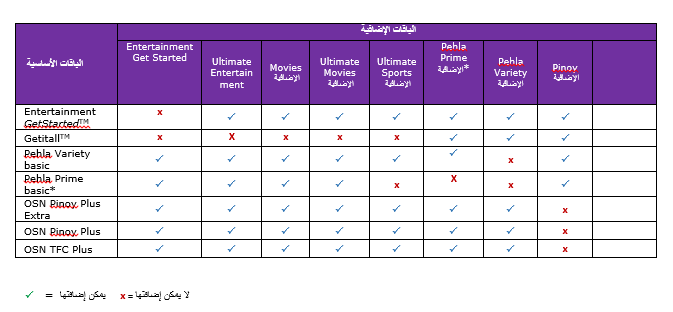 الباقات الإضافية
الباقات الأساسية
Entertainment
Get Started
Ultimate
Entertain
ment
Movies
الإضافية
Ultimate
Movies
الإضافية
Ultimate
Sports
الإضافية
Pehla
Prime
الإضافية*
Pehla
Variety
الإضافية
Pinoy
الإضافية
Entertainment
GetStarted™
x ✓ ✓ ✓ ✓ ✓ ✓ ✓
Getitall™ x X x x x ✓ ✓ ✓
Pehla Variety
basic
✓ ✓ ✓ ✓ ✓ ✓ x ✓
Pehla Prime
basic*
✓ ✓ ✓ ✓ x X x ✓
OSN Pinoy Plus
Extra
✓ ✓ ✓ ✓ ✓ ✓ ✓ x
OSN Pinoy Plus ✓ ✓ ✓ ✓ ✓ ✓ ✓ x
OSN TFC Plus ✓ ✓ ✓ ✓ ✓ ✓ ✓ x
✓ = يمكن إضافتها x = لا يمكن إضافتها